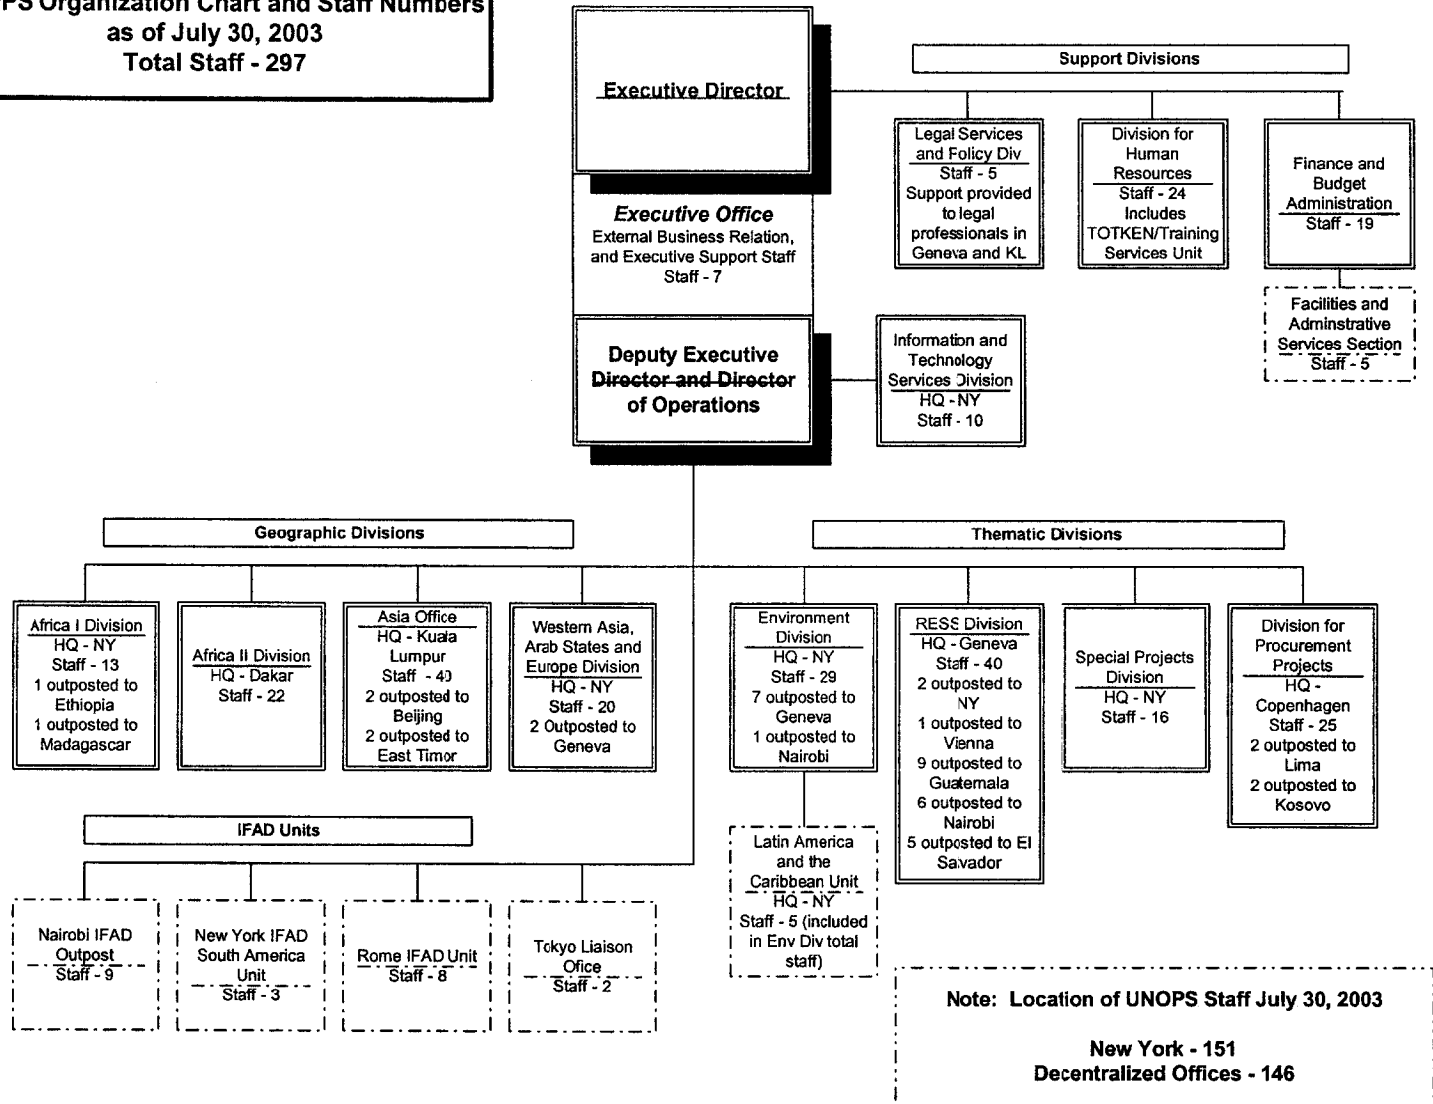 PS Organization Chart and Staff Numbers
as of July 30, 2003
Total Staff - 297
Executive Director
Support Divisions
Legal Services
and Policy Div
Staff - 5
Support provided
to legal
professionals in
Geneva and KL
Division for
Human
Resources
Staff - 24
Includes
TOTKEN/Training
Services Unit
Finance and
Budget
Administration
Staff - 19
Executive Office
External Business Relation,
and Executive Support Staff
Staff - 7
Facilities and
Adminstrative
Services Section
Staff - 5
Deputy Executive
Director and Director
of Operations
Information and
Technology
Services Division
HQ - NY
Staff - 10
Geographic Divisions
Thematic Divisions
Africa I Division
HQ - NY
Staff - 13
1 outposted to
Ethiopia
1 outposted to
Madagascar
Africa II Division
HQ - Dakar
Staff - 22
Asia Office
HQ - Kuala
Lumpur
Staff - 40
2 outposted to
Beijing
2 outposted to
East Timor
Western Asia,
Arab States and
Europe Division
HQ - NY
Staff - 20
2 Outposted to
Geneva
Environment
Division
HQ - NY
Staff - 29
7 outposted to
Geneva
1 outposted to
Nairobi
RESS Division
HQ - Geneva
Staff - 40
2 outposted to
NY
1 outposted to
Vienna
9 outposted to
Guatemala
6 outposted to
Nairobi
5 outposted to El
Salvador
Special Projects
Division
HQ - NY
Staff - 16
Division for
Procurement
Projects
HQ -
Copenhagen
Staff - 25
2 outposted to
Lima
2 outposted to
Kosovo
IFAD Units
Latin America
and the
Caribbean Unit
HQ - NY
Staff - 5 (included
in Env Div total
staff)
Nairobi IFAD
Outpost
Staff - 9
New York IFAD
South America
Unit
Staff - 3
Rome IFAD Unit
Staff - 8
Tokyo Liaison
Ofice
Staff - 2
Note: Location of UNOPS Staff July 30, 2003
New York - 151
Decentralized Offices - 146